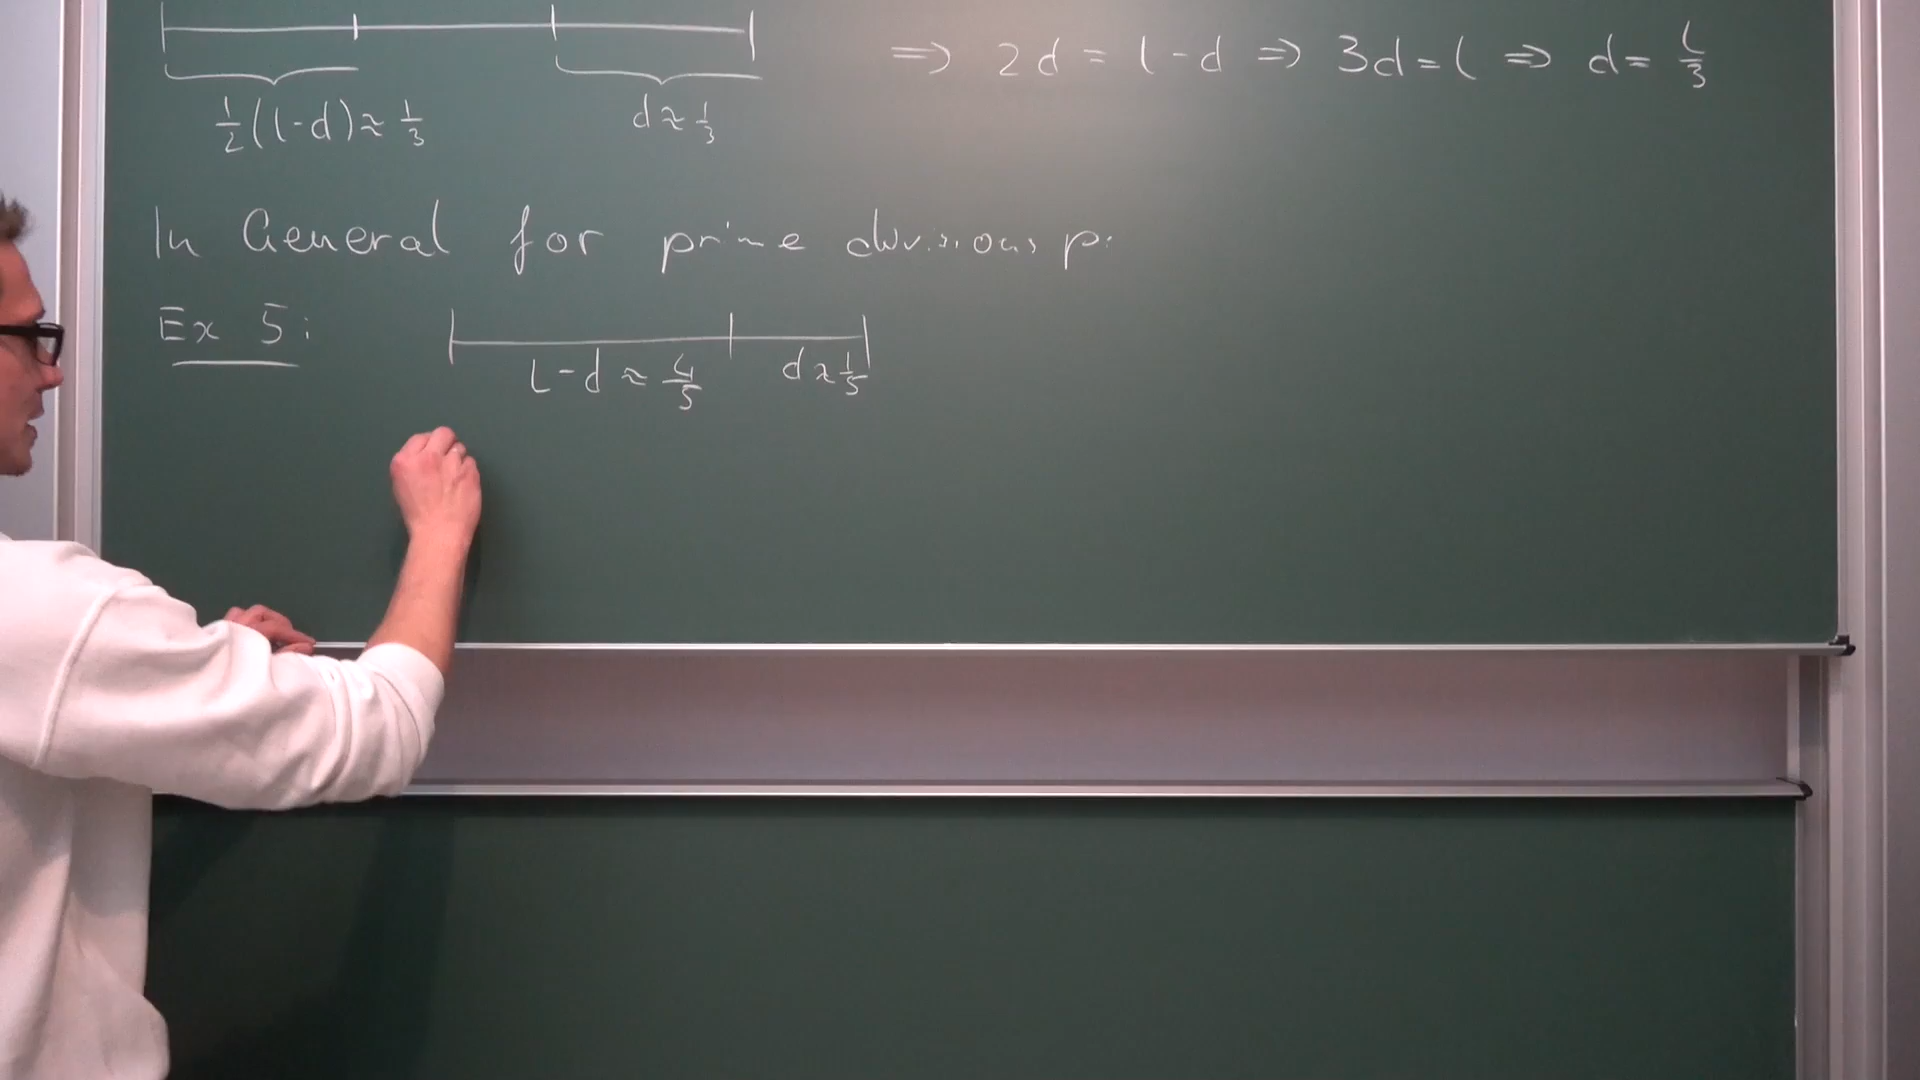 ⇒ 2d = l-d ⇒ 3d = l ⇒ d = l/3
1/2(l-d) ≈ 1/3 d ≈ 1/3
In General for prime divisions p:
Ex 5:
l-d ≈ 4/5 d ≈ 1/5